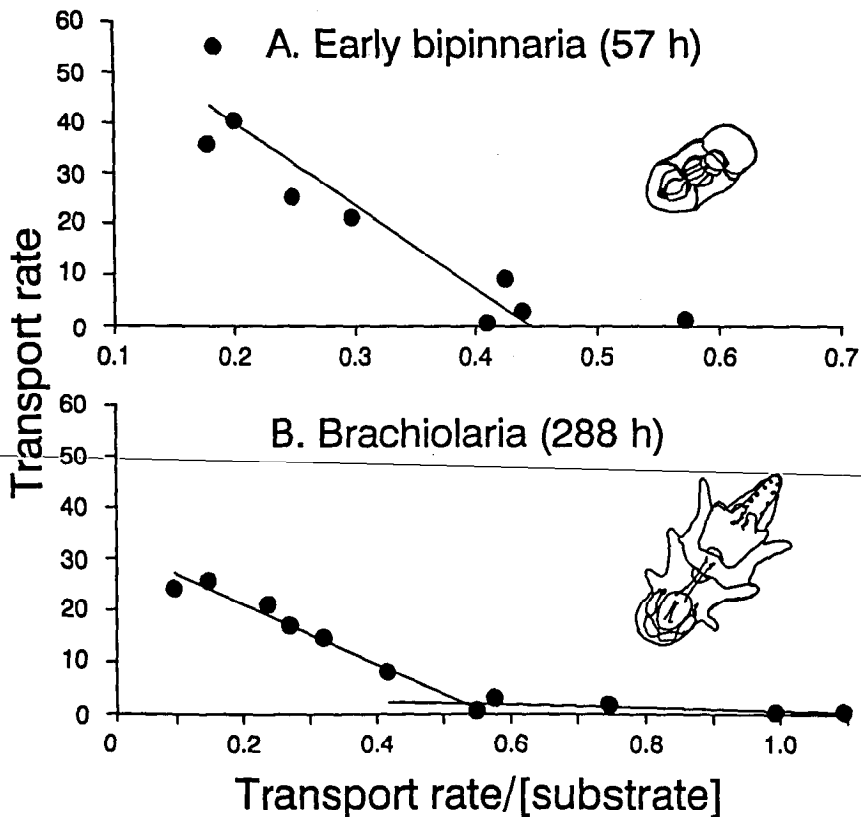 Transport rate
A. Early bipinnaria (57 h)
60
50
40
30
20
10
0
0.1 0.2 0.3 0.4 0.5 0.6 0.7
B. Brachiolaria (288 h)
60
50
40
30
20
10
0
0 0.2 0.4 0.6 0.8 1.0
Transport rate/[substrate]